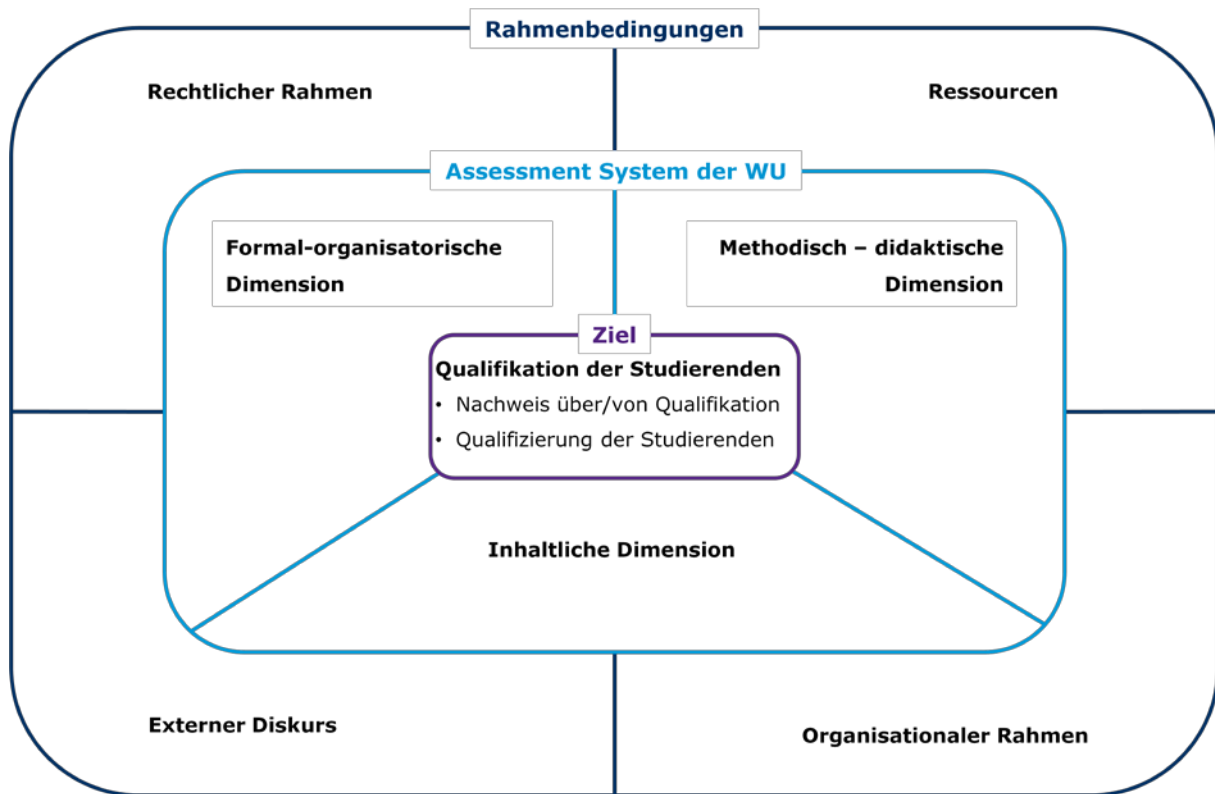 Rahmenbedingungen
Rechtlicher Rahmen
Ressourcen
Assessment System der WU
Formal-organisatorische
Dimension
Methodisch – didaktische
Dimension
Ziel
Qualifikation der Studierenden
• Nachweis über/von Qualifikation
• Qualifizierung der Studierenden
Inhaltliche Dimension
Externer Diskurs
Organisationaler Rahmen